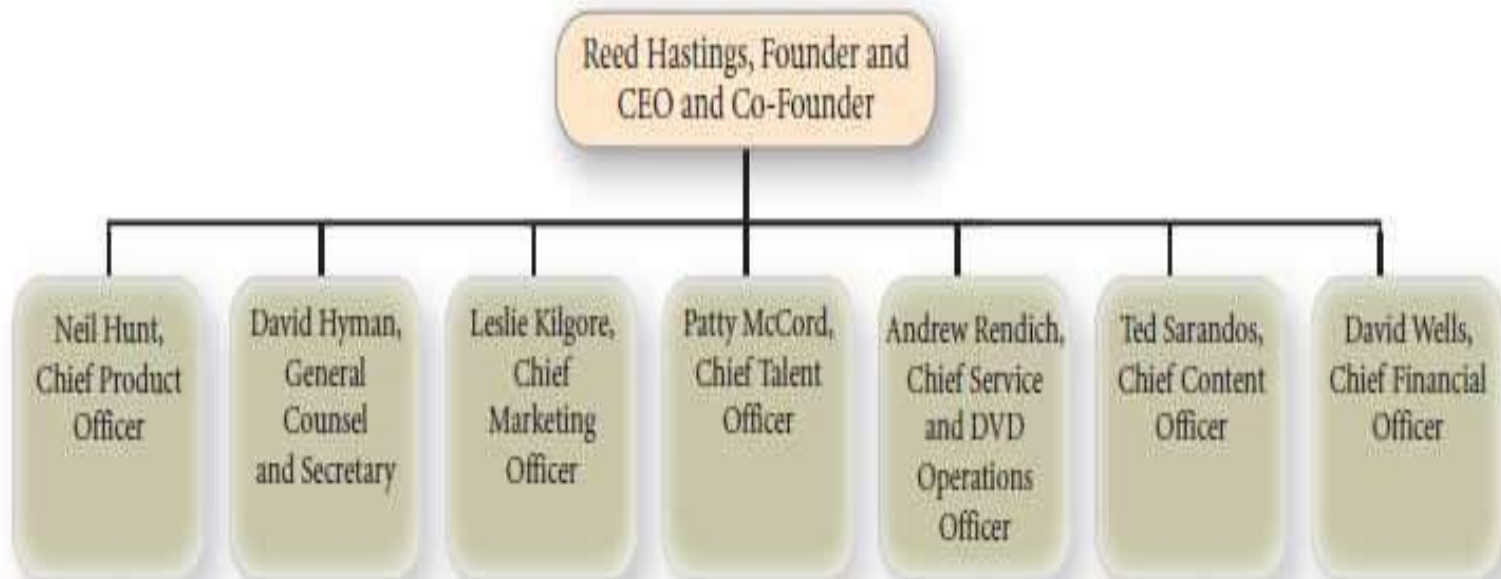 Reed Hastings, Founder and
CEO and Co-Founder
Neil Hunt,
Chief Product
Officer
David Hyman,
General
Counsel
and Secretary
Leslie Kilgore,
Chief
Marketing
Officer
Patty McCord,
Chief Talent
Officer
Andrew Rendich,
Chief Service
and DVD
Operations
Officer
Ted Sarandos,
Chief Content
Officer
David Wells,
Chief Financial
Officer